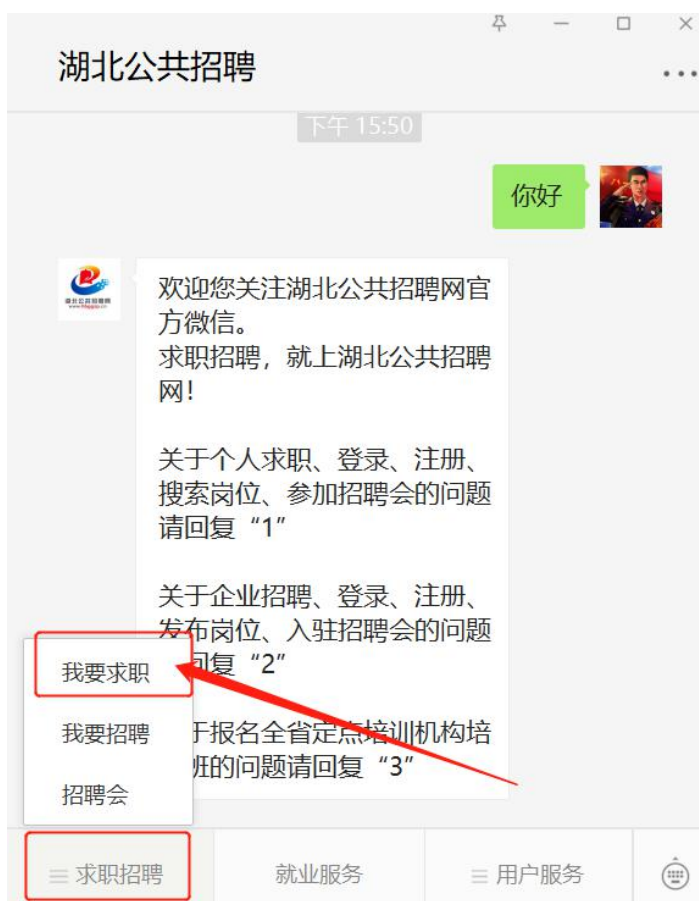 湖北公共招聘
下午 15:50
你好
欢迎您关注湖北公共招聘网官
方微信。
求职招聘，就上湖北公共招聘
网！
关于个人求职、登录、注册、
搜索岗位、参加招聘会的问题
请回复“1”
关于企业招聘、登录、注册、
发布岗位、入驻招聘会的问题
回复“2”
于报名全省定点培训机构培
班的问题请回复“3”
我要求职
我要招聘
招聘会
求职招聘
就业服务
用户服务